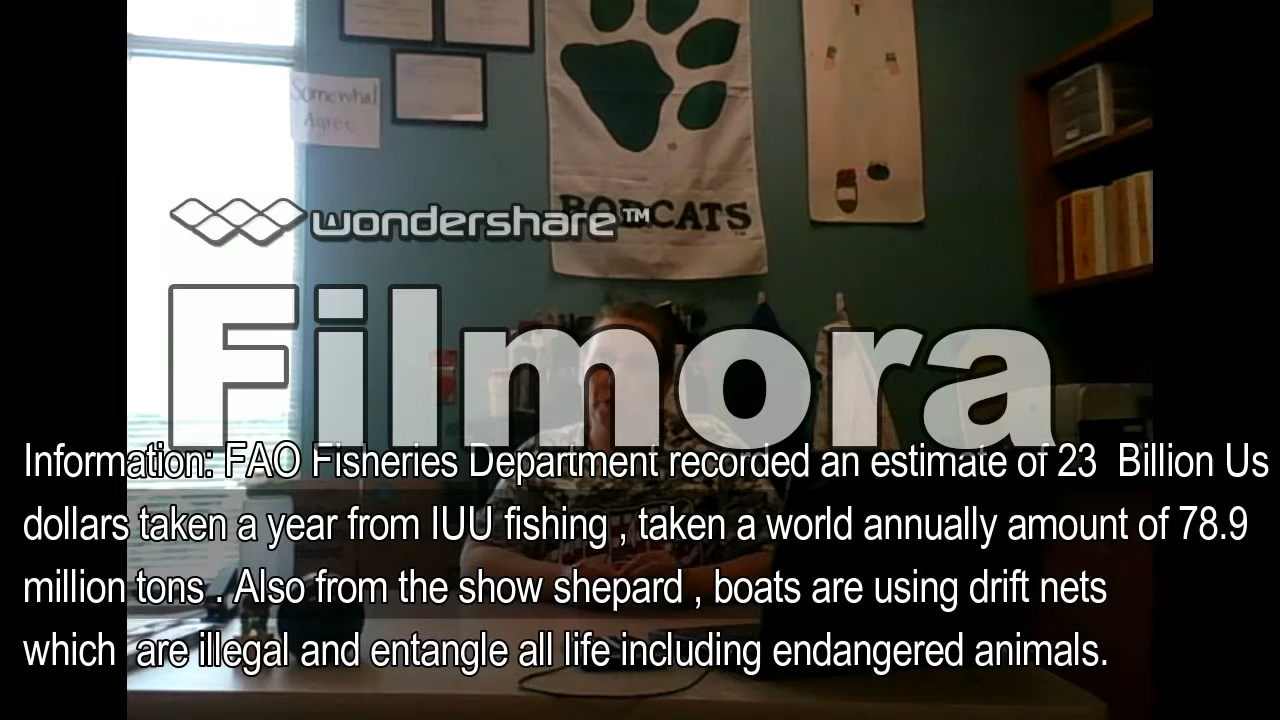 Somewhat
Agree
BOBCATS
wondershare™
Filmora
Information: FAO Fisheries Department recorded an estimate of 23 Billion Us
dollars taken a year from IUU fishing , taken a world annually amount of 78.9
million tons . Also from the show shepard , boats are using drift nets
which are illegal and entangle all life including endangered animals.